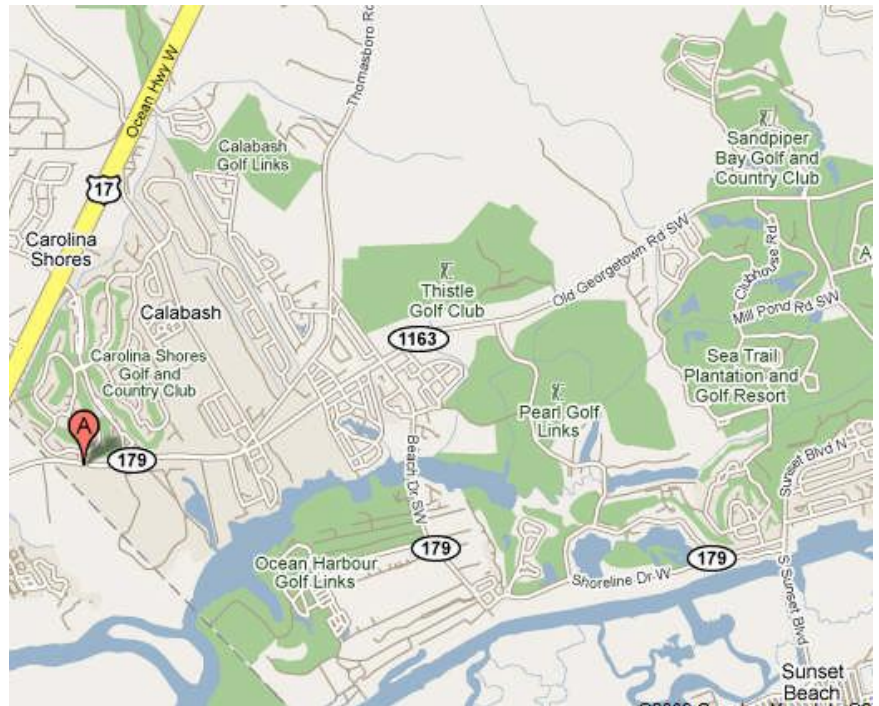 Ocean Hwy W
Thomasboro Rd
Calabash
Golf Links
Sandpiper
Bay Golf and
Country Club
17
Carolina
Shores
Old Georgetown Rd SW
Clubhouse Rd
A
Thistle
Golf Club
Calabash
Mill Pond Rd SW
1163
Carolina Shores
Golf and
Country Club
Sea Trail
Plantation and
Golf Resort
Pearl Golf
Links
A
179
Beach Dr SW
Sunset Blvd N
179
179
Ocean Harbour
Golf Links
Shoreline Dr W
S Sunset Blvd
Sunset
Beach